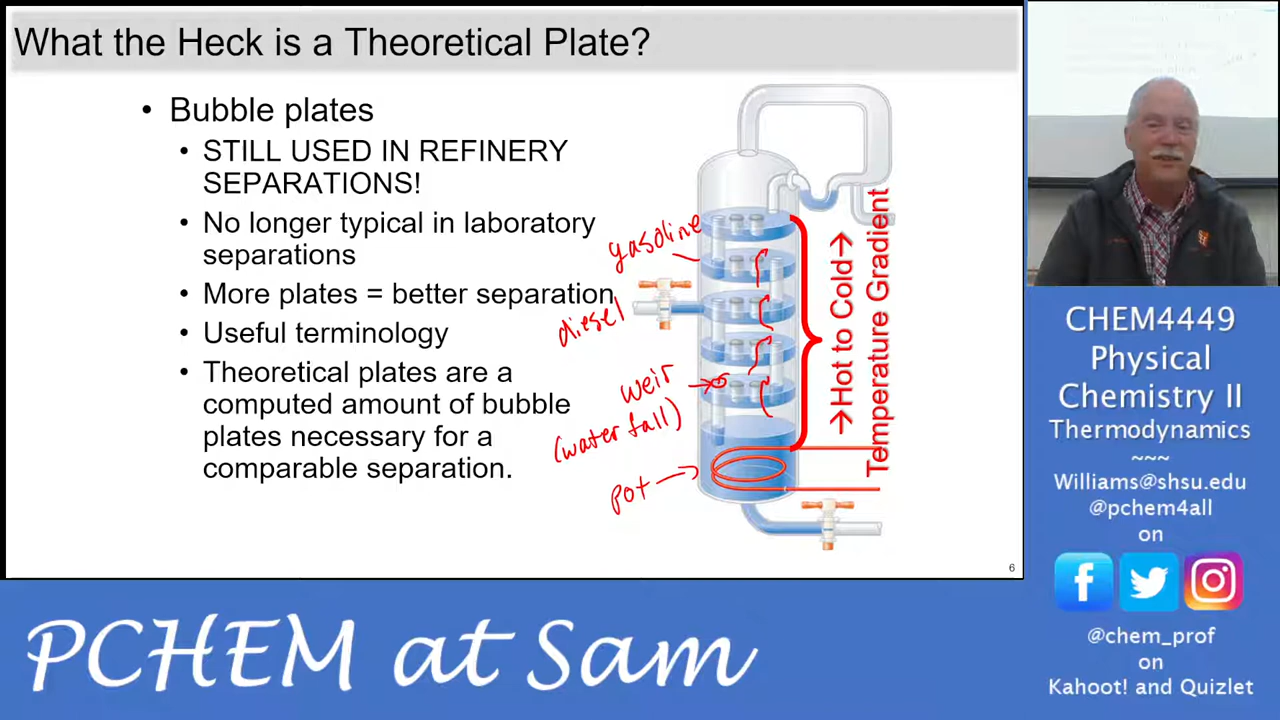 What the Heck is a Theoretical Plate?
• Bubble plates
• STILL USED IN REFINERY
SEPARATIONS!
• No longer typical in laboratory
separations
• More plates = better separation
• Useful terminology
• Theoretical plates are a
computed amount of bubble
plates necessary for a
comparable separation.
gasoline
diesel
weir
(water fall)
pot
→Hot to Cold→
Temperature Gradient
6
CHEM4449
Physical
Chemistry II
Thermodynamics
~~~
Williams@shsu.edu
@pchem4all
on
@chem_prof
on
Kahoot! and Quizlet
PCHEM at Sam